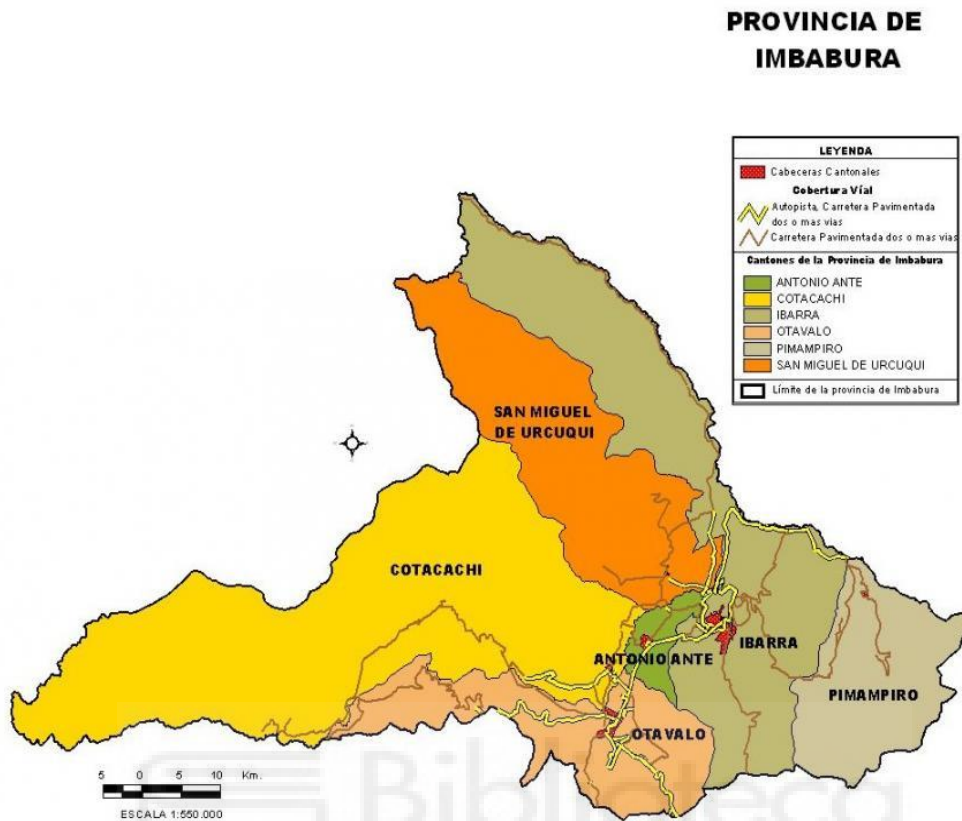 PROVINCIA DE
IMBABURA
LEYENDA
Cabeceras Cantonales
Cobertura Víal
Autopista, Carretera Pavimentada
dos o mas vias
Carretera Pavimentada dos o mas vias
Cantones de la Provincia de Imbabura
ANTONIO ANTE
COTACACHI
IBARRA
OTAVALO
PIMAMPIRO
SAN MIGUEL DE URCUQUI
Límite de la provincia de Imbabura
SAN MIGUEL
DE URCUQUI
COTACACHI
ANTONIO ANTE
IBARRA
PIMAMPIRO
OTAVALO
5 0 5 10 Km.
ESCALA 1:550.000
Biblioteca